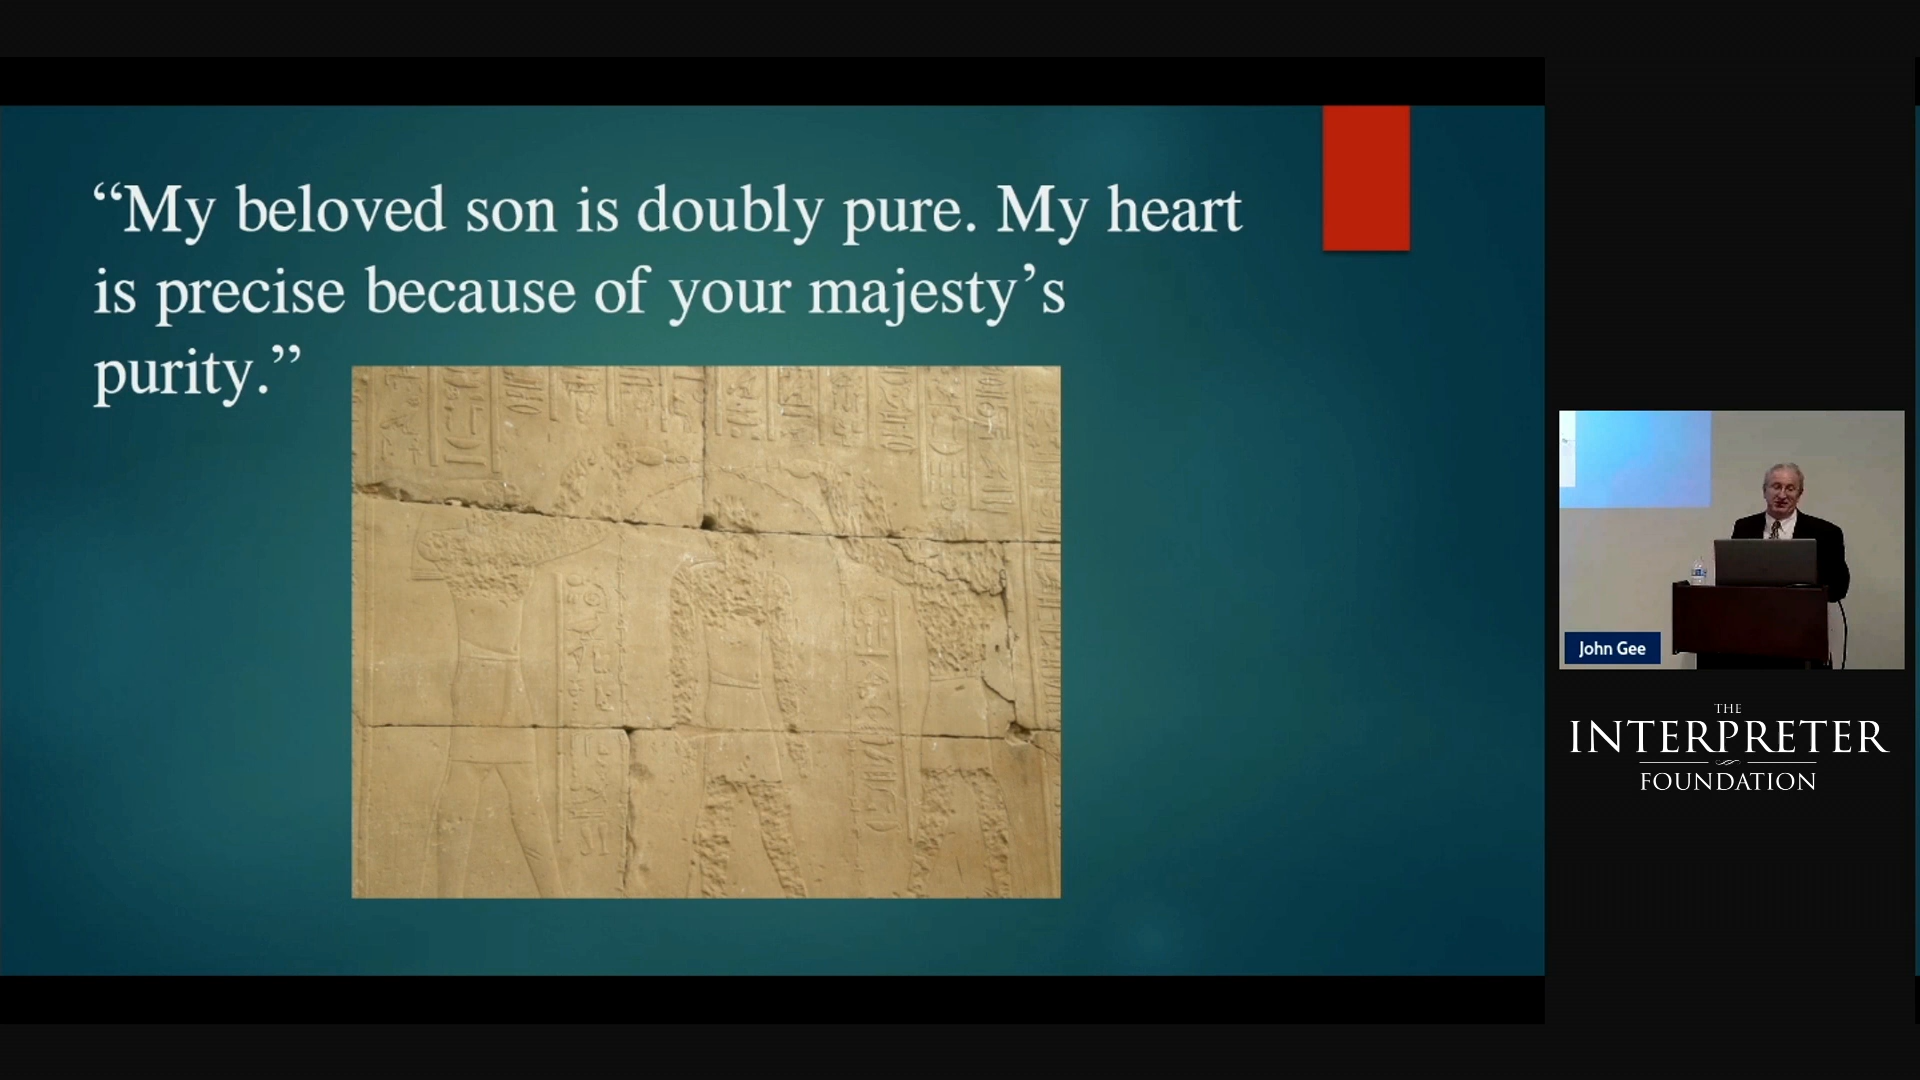 “My beloved son is doubly pure. My heart
is precise because of your majesty’s
purity.”
John Gee
THE
INTERPRETER
FOUNDATION